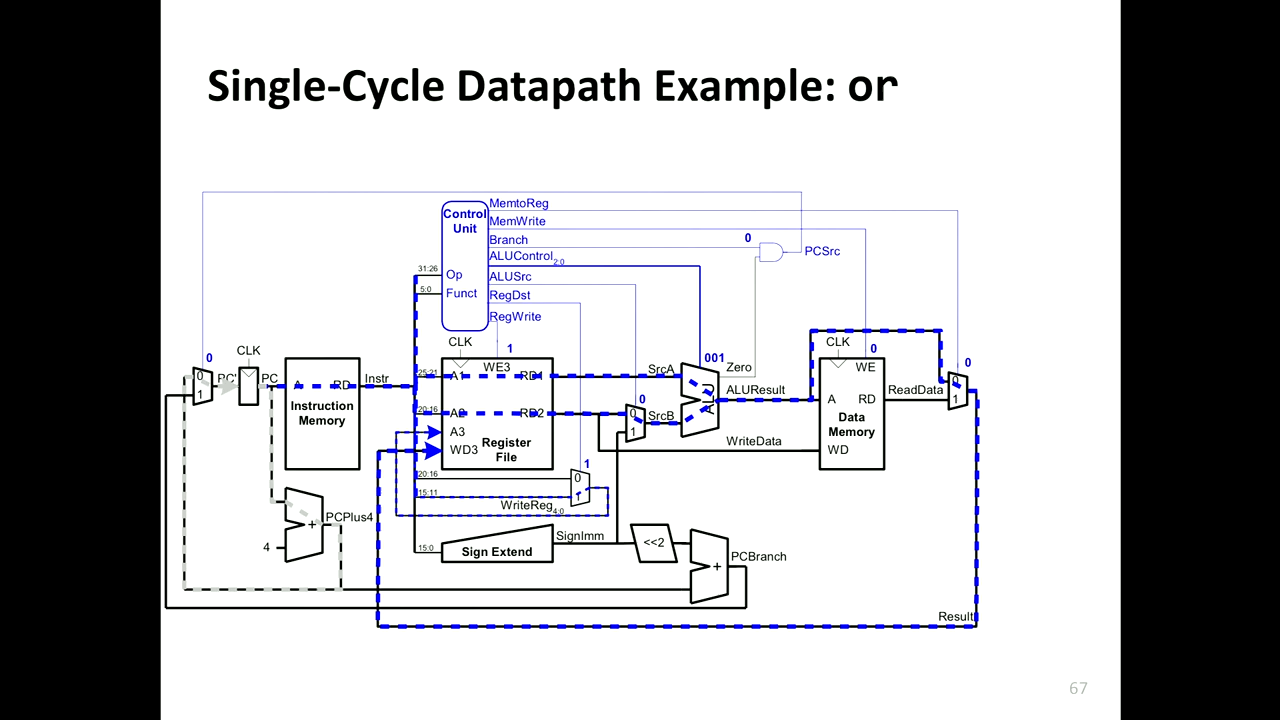 Single-Cycle Datapath Example: or
MemtoReg
Control Unit
MemWrite
Branch
0
ALUControl2:0
PCSrc
31:26
Op
ALUSrc
5:0
Funct
RegDst
RegWrite
CLK
1
CLK
0
CLK
0
CLK
WE3
001
Zero
WE
0
0
1
PC'
PC
A
RD
Instr
25:21
A1
RD1
SrcA
ALU
ALUResult
A
RD
ReadData
0
1
Instruction Memory
20:16
A2
RD2
0
0
1
SrcB
Data Memory
A3
Register File
WD3
WriteData
WD
20:16
0
1
15:11
1
WriteReg4:0
PCPlus4
+
4
SignImm
15:0
Sign Extend
<<2
+
PCBranch
Result
67